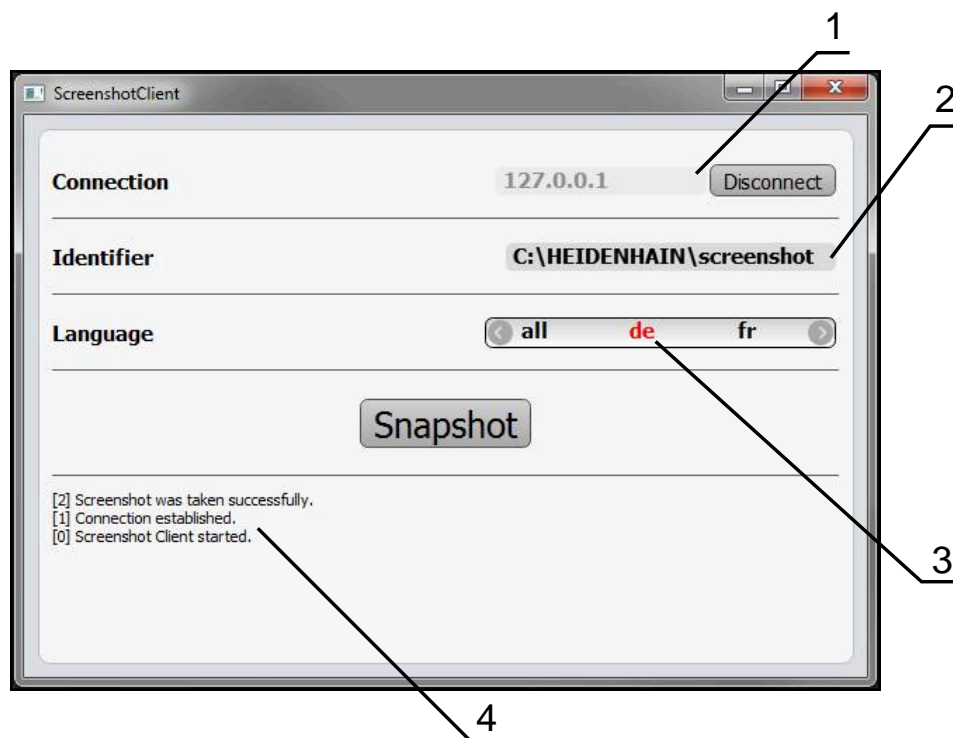 1
ScreenshotClient
2
Connection 127.0.0.1 Disconnect
Identifier C:\HEIDENHAIN\screenshot
Language all de fr
Snapshot
[2] Screenshot was taken successfully.
[1] Connection established.
[0] Screenshot Client started.
3
4